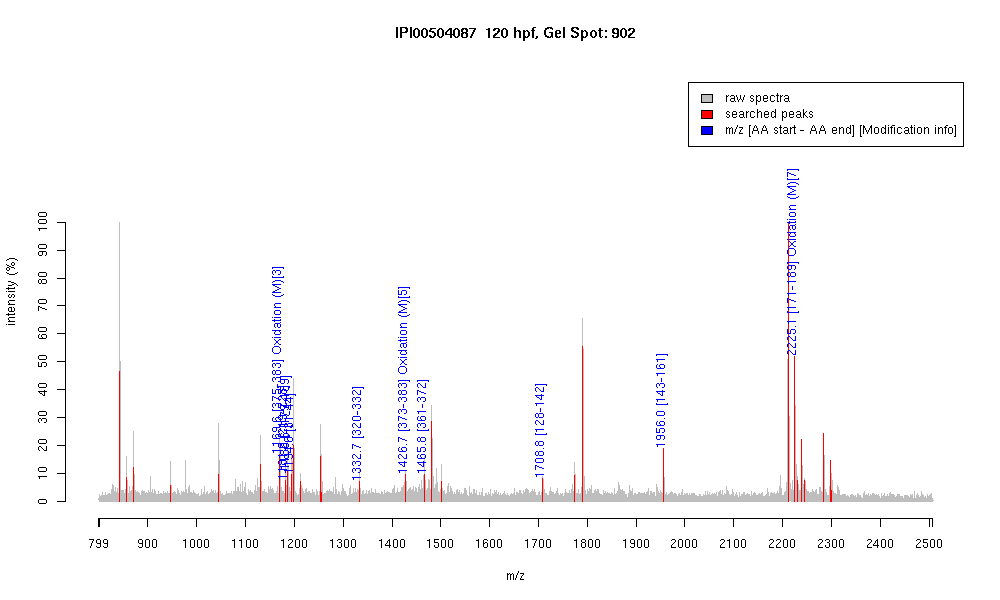 IPI00504087 120 hpf, Gel Spot: 902
raw spectra
searched peaks
m/z [AA start - AA end] [Modification info]
intensity (%)
100
90
80
70
60
50
40
30
20
10
0
1169.6 [375-383] Oxidation (M)[3]
1332.7 [320-332]
1426.7 [373-383] Oxidation (M)[5]
1465.8 [361-372]
1708.8 [128-142]
1956.0 [143-161]
2225.1 [171-189] Oxidation (M)[7]
799 900 1000 1100 1200 1300 1400 1500 1600 1700 1800 1900 2000 2100 2200 2300 2400 2500
m/z